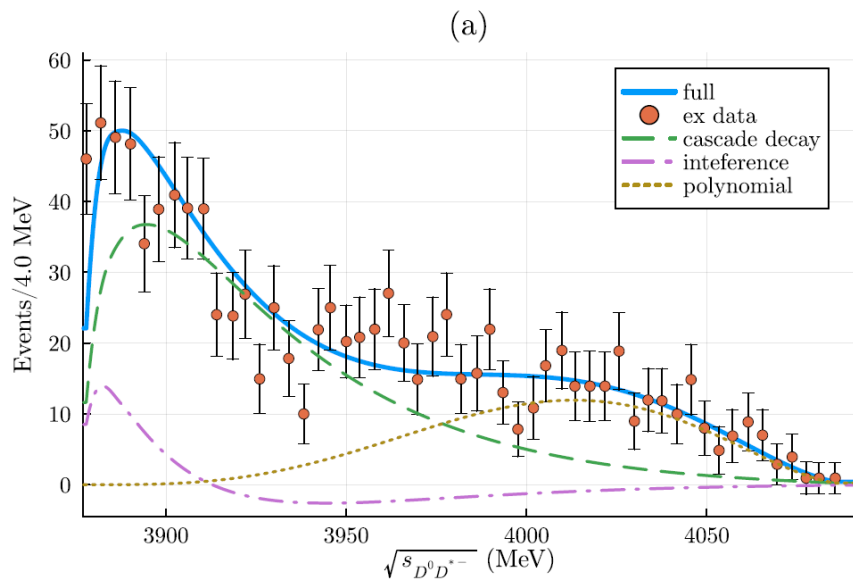 (a)
60
50
40
30
20
10
0
Events/4.0 MeV
full
ex data
cascade decay
inteference
polynomial
3900 3950 4000 4050
√s_{D⁰D*⁻} (MeV)